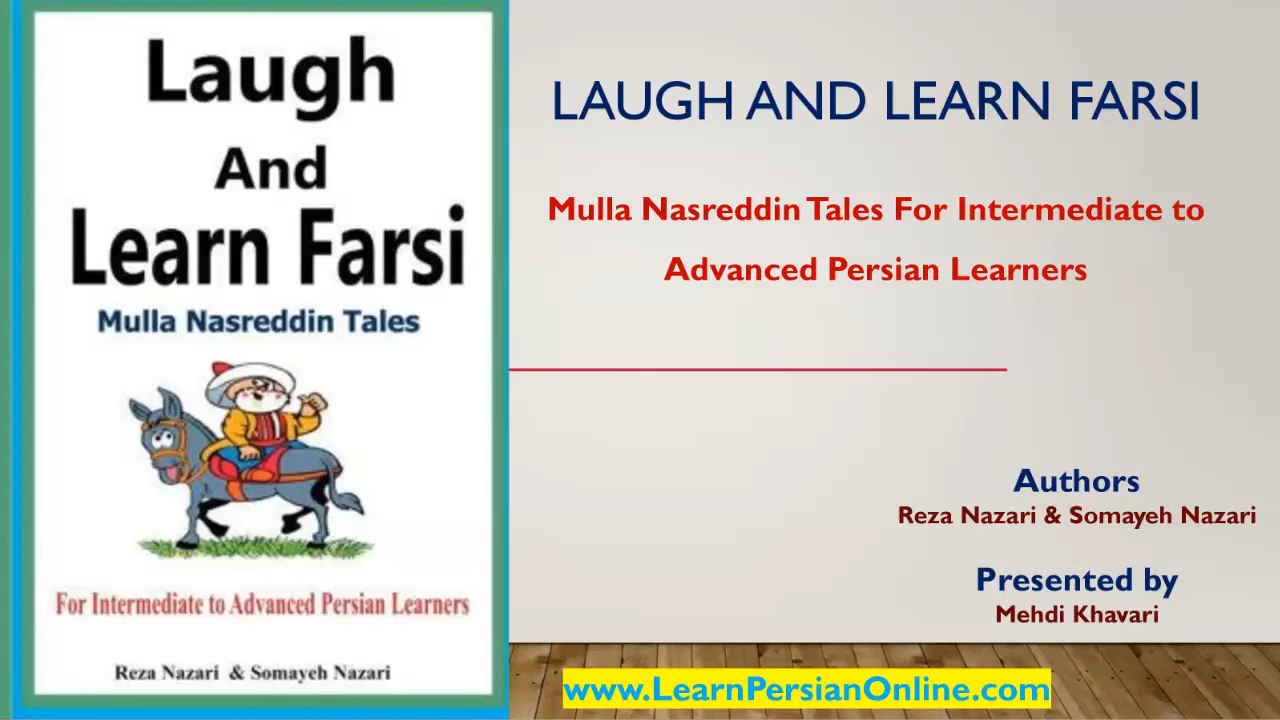 Laugh
And
Learn Farsi
Mulla Nasreddin Tales
For Intermediate to Advanced Persian Learners
Reza Nazari & Somayeh Nazari
LAUGH AND LEARN FARSI
Mulla Nasreddin Tales For Intermediate to
Advanced Persian Learners
Authors
Reza Nazari & Somayeh Nazari
Presented by
Mehdi Khavari
www.LearnPersianOnline.com